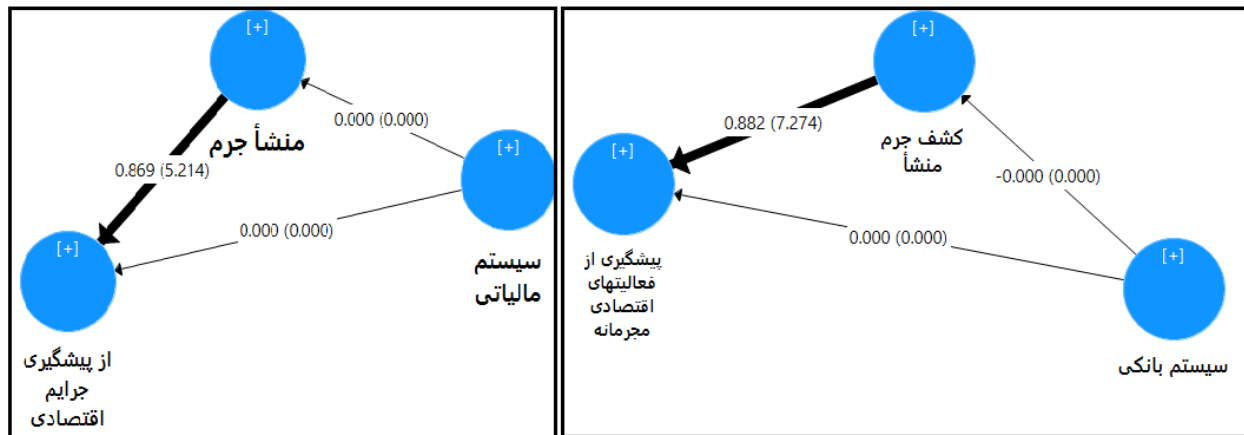 [+]
منشأ جرم
0.000 (0.000)
[+]
0.869 (5.214)
0.000 (0.000)
[+]
سیستم
مالیاتی
از پیشگیری
جرایم
اقتصادی
[+]
0.882 (7.274)
کشف جرم
منشأ
[+]
-0.000 (0.000)
0.000 (0.000)
[+]
پیشگیری از
فعالیتهای
اقتصادی
مجرمانه
سیستم بانکی